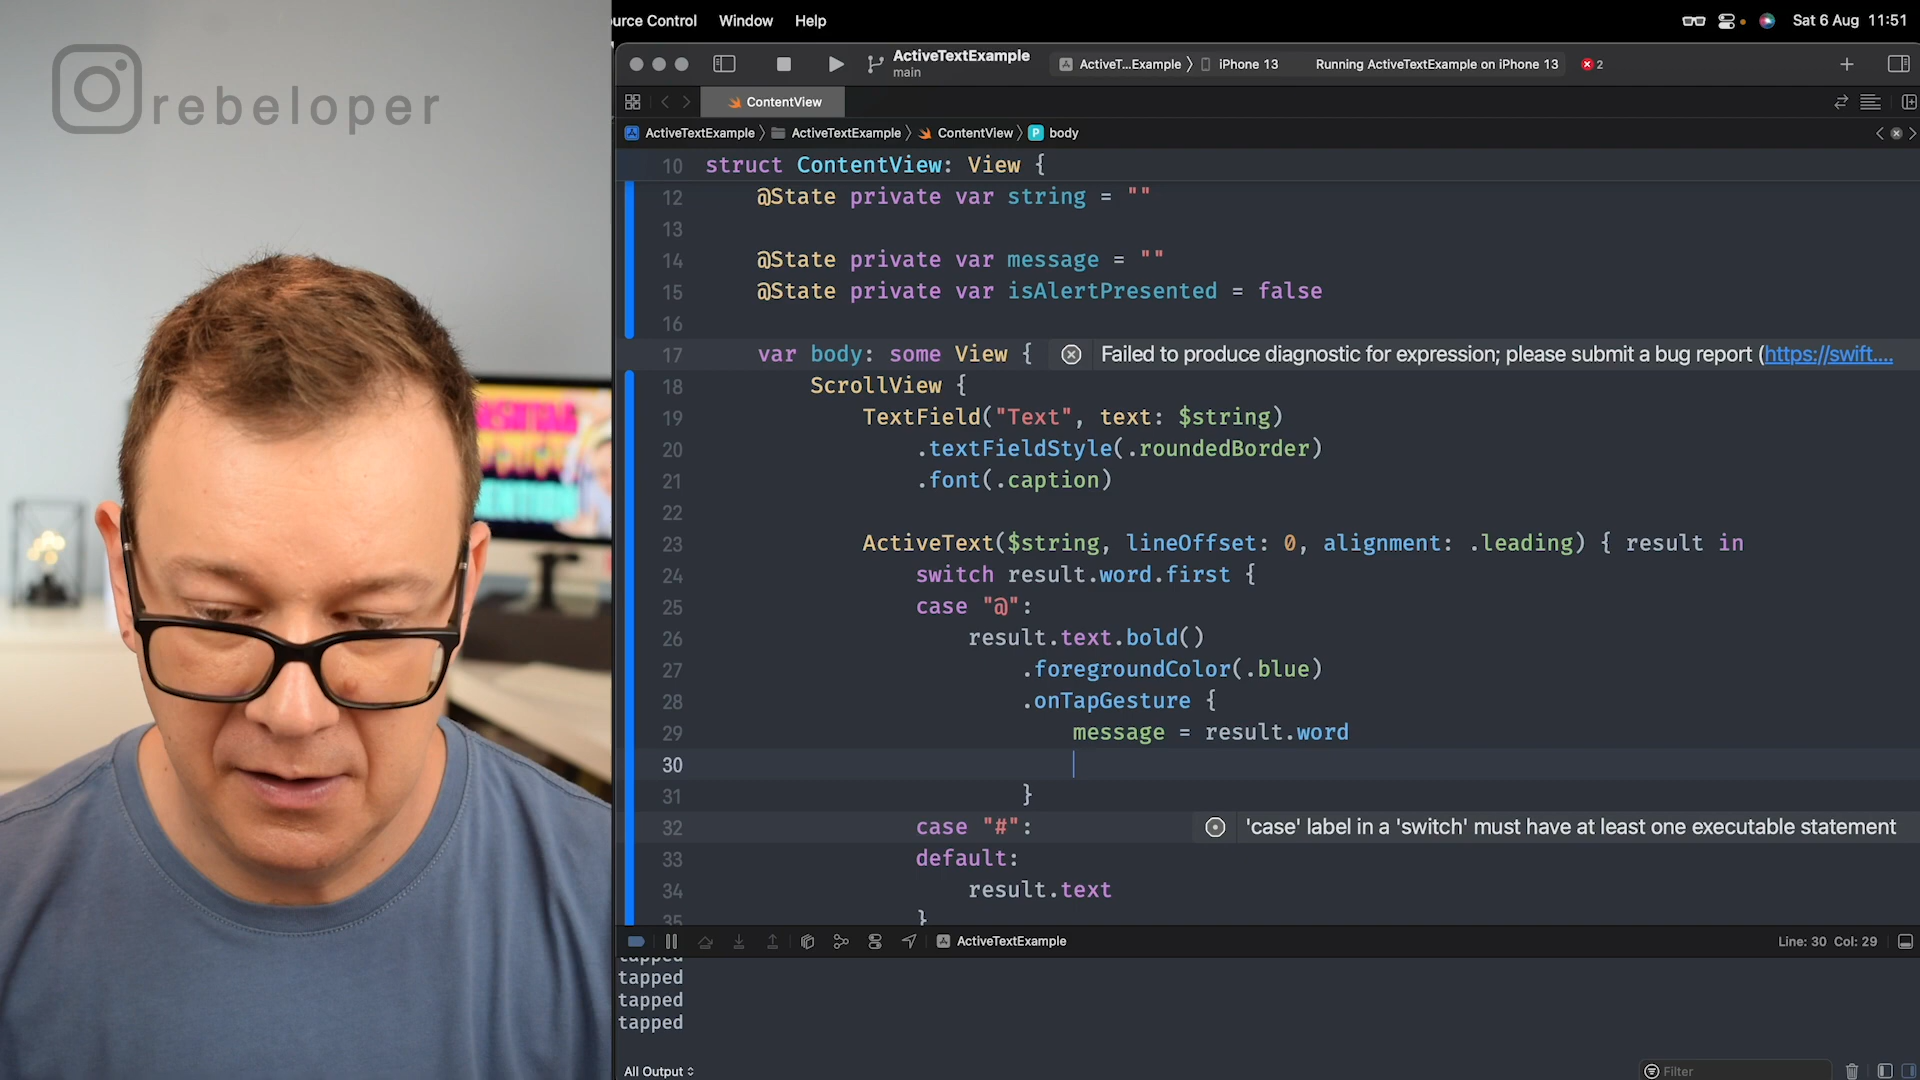 rebeloper
urce Control Window Help
Sat 6 Aug 11:51
ActiveTextExample
main
ActiveT...Example 〉 iPhone 13 Running ActiveTextExample on iPhone 13 2
ContentView
ActiveTextExample 〉 ActiveTextExample 〉 ContentView 〉 P body
10 struct ContentView: View {
12 @State private var string = ""
13
14 @State private var message = ""
15 @State private var isAlertPresented = false
16
17 var body: some View { Failed to produce diagnostic for expression; please submit a bug report (https://swift....
18 ScrollView {
19 TextField("Text", text: $string)
20 .textFieldStyle(.roundedBorder)
21 .font(.caption)
22
23 ActiveText($string, lineOffset: 0, alignment: .leading) { result in
24 switch result.word.first {
25 case "@":
26 result.text.bold()
27 .foregroundColor(.blue)
28 .onTapGesture {
29 message = result.word
30
31 }
32 case "#": 'case' label in a 'switch' must have at least one executable statement
33 default:
34 result.text
35 }
ActiveTextExample Line: 30 Col: 29
tapped
tapped
tapped
tapped
All Output Filter